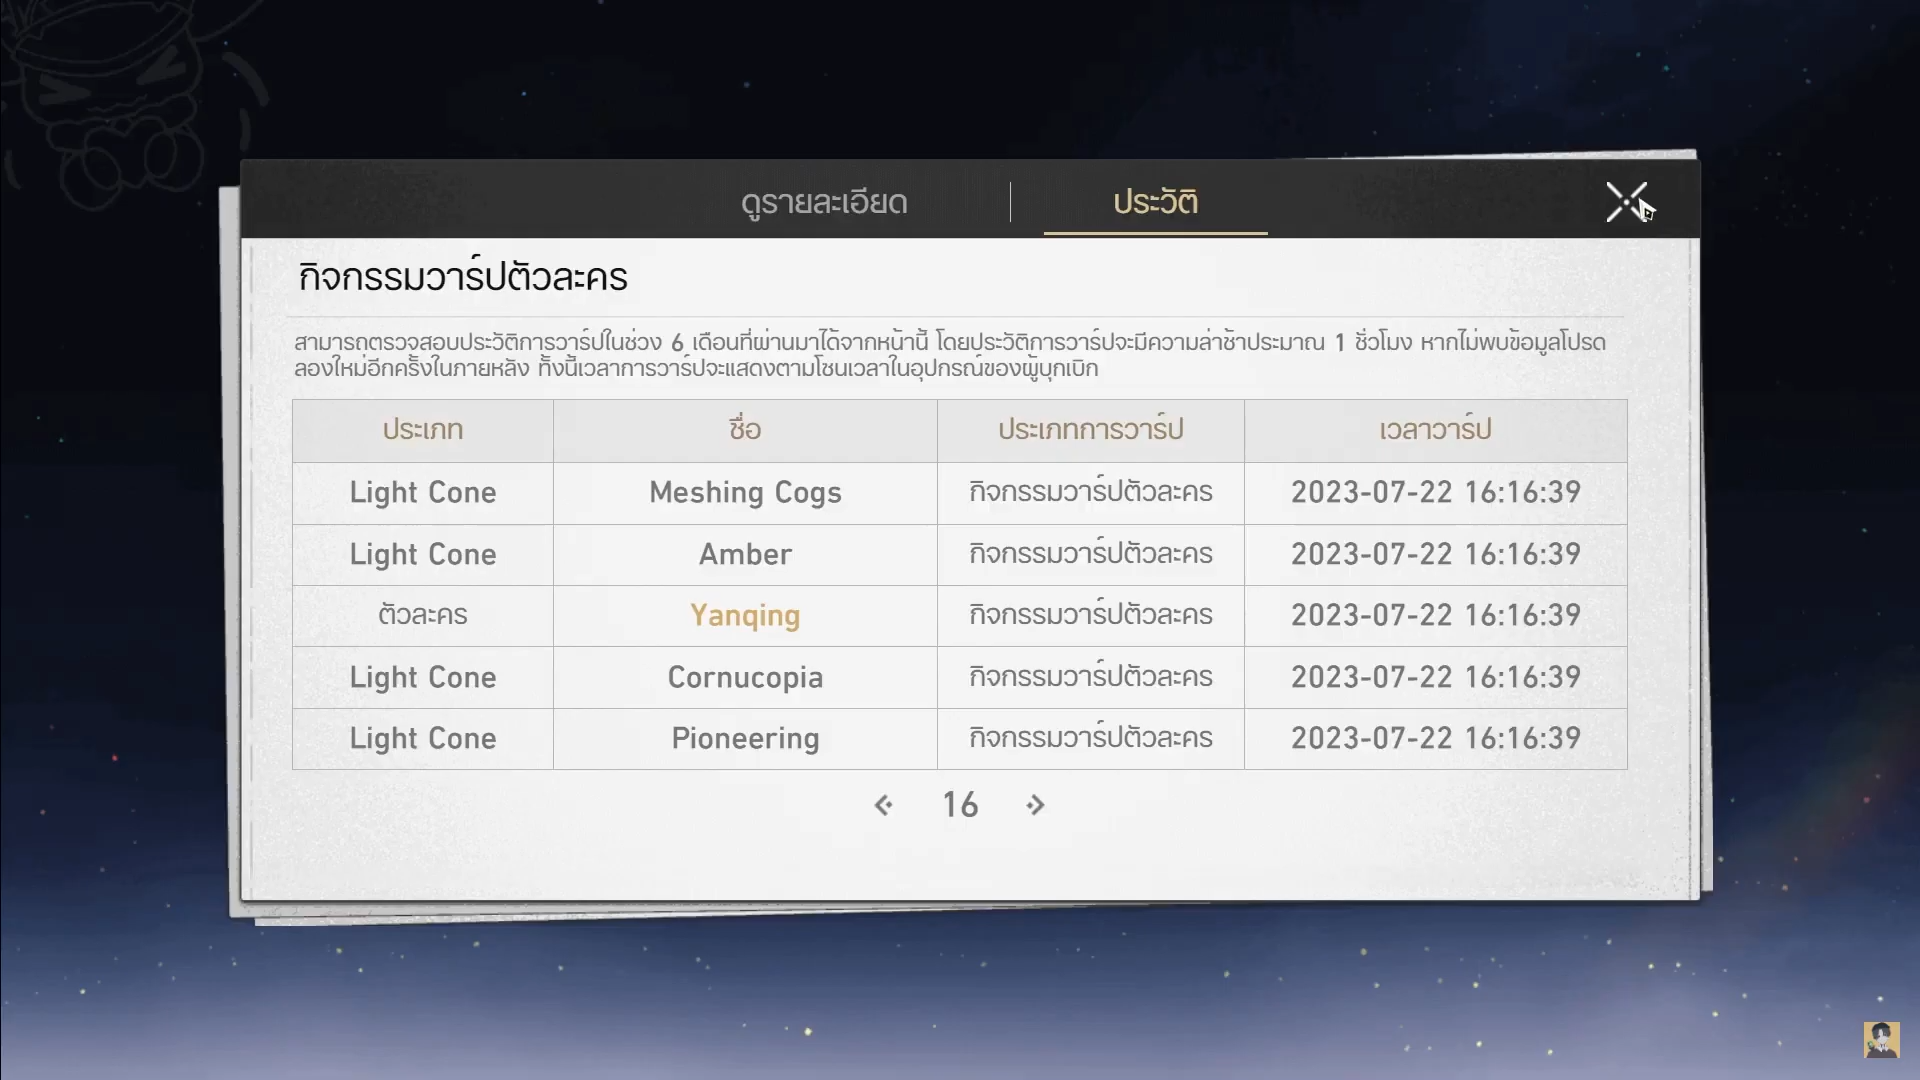 ดูรายละเอียด ประวัติ
กิจกรรมวาร์ปตัวละคร
สามารถตรวจสอบประวัติการวาร์ปในช่วง 6 เดือนที่ผ่านมาได้จากหน้านี้ โดยประวัติการวาร์ปจะมีความล่าช้าประมาณ 1 ชั่วโมง หากไม่พบข้อมูลโปรด
ลองใหม่อีกครั้งในภายหลัง ทั้งนี้เวลาการวาร์ปจะแสดงตามโซนเวลาในอุปกรณ์ของผู้บุกเบิก
ประเภท ชื่อ ประเภทการวาร์ป เวลาวาร์ป
Light Cone Meshing Cogs กิจกรรมวาร์ปตัวละคร 2023-07-22 16:16:39
Light Cone Amber กิจกรรมวาร์ปตัวละคร 2023-07-22 16:16:39
ตัวละคร Yanqing กิจกรรมวาร์ปตัวละคร 2023-07-22 16:16:39
Light Cone Cornucopia กิจกรรมวาร์ปตัวละคร 2023-07-22 16:16:39
Light Cone Pioneering กิจกรรมวาร์ปตัวละคร 2023-07-22 16:16:39
16